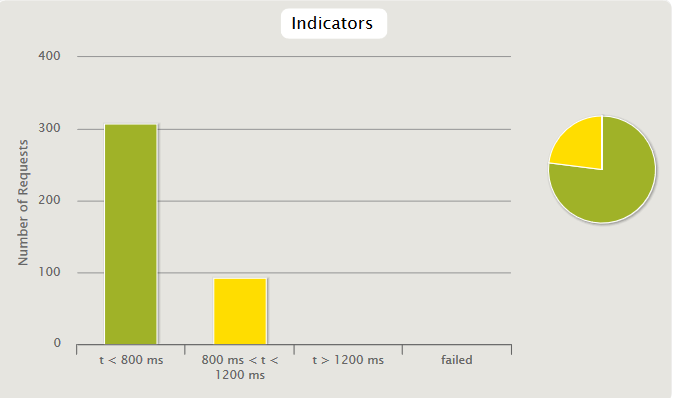 Indicators
400
300
200
100
0
Number of Requests
t < 800 ms
800 ms < t <
1200 ms
t > 1200 ms
failed